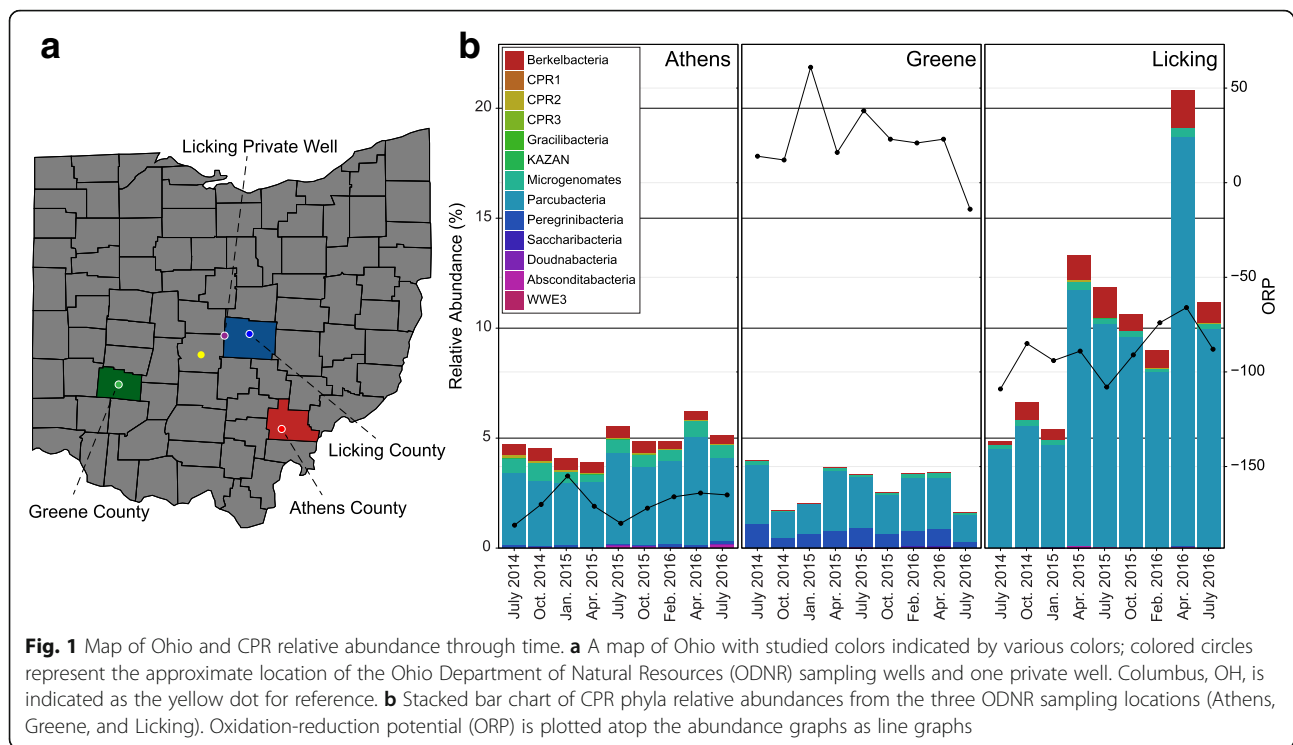 a
Licking Private Well
Licking County
Athens County
Greene County
b
Athens
Greene
Licking
Berkelbacteria
CPR1
CPR2
CPR3
Gracilibacteria
KAZAN
Microgenomates
Parcubacteria
Peregrinibacteria
Saccharibacteria
Doudnabacteria
Absconditabacteria
WWE3
Relative Abundance (%)
20
15
10
5
0
50
0
−50
−100
−150
ORP
July 2014
Oct. 2014
Jan. 2015
Apr. 2015
July 2015
Oct. 2015
Feb. 2016
Apr. 2016
July 2016
July 2014
Oct. 2014
Jan. 2015
Apr. 2015
July 2015
Oct. 2015
Feb. 2016
Apr. 2016
July 2016
July 2014
Oct. 2014
Jan. 2015
Apr. 2015
July 2015
Oct. 2015
Feb. 2016
Apr. 2016
July 2016
Fig. 1 Map of Ohio and CPR relative abundance through time. a A map of Ohio with studied colors indicated by various colors; colored circles
represent the approximate location of the Ohio Department of Natural Resources (ODNR) sampling wells and one private well. Columbus, OH, is
indicated as the yellow dot for reference. b Stacked bar chart of CPR phyla relative abundances from the three ODNR sampling locations (Athens,
Greene, and Licking). Oxidation-reduction potential (ORP) is plotted atop the abundance graphs as line graphs